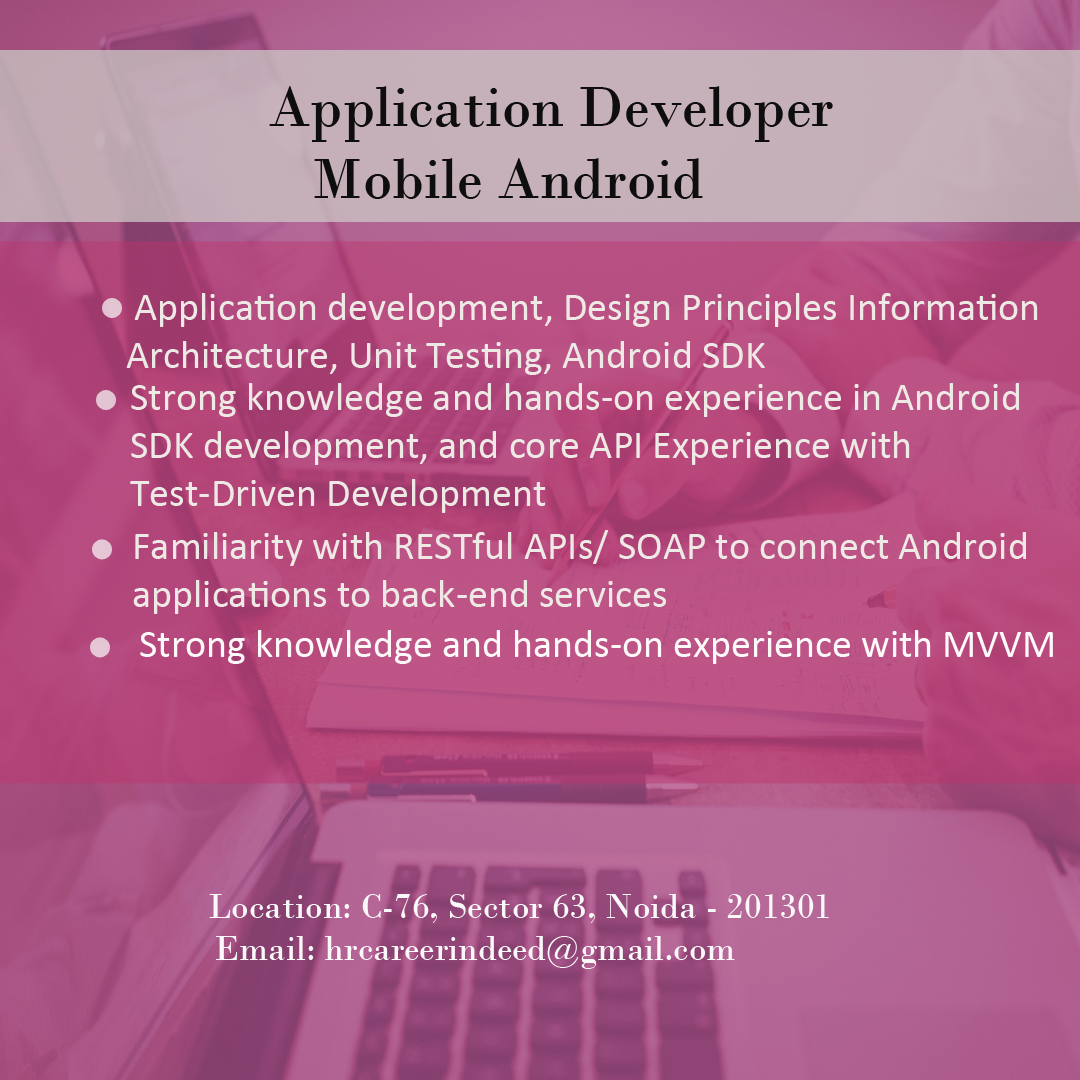 Application Developer
Mobile Android
Application development, Design Principles Information
Architecture, Unit Testing, Android SDK
Strong knowledge and hands-on experience in Android
SDK development, and core API Experience with
Test-Driven Development
Familiarity with RESTful APIs/ SOAP to connect Android
applications to back-end services
Strong knowledge and hands-on experience with MVVM
Location: C-76, Sector 63, Noida - 201301
Email: hrcareerindeed@gmail.com